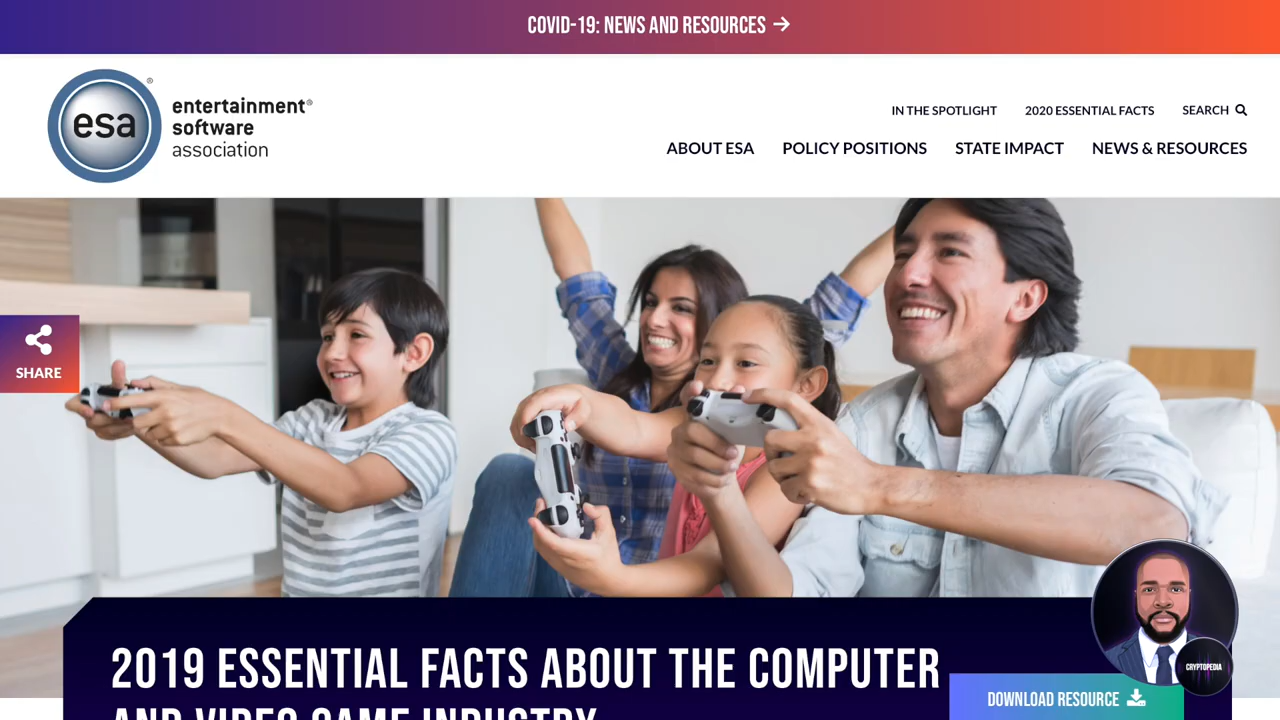 COVID-19: NEWS AND RESOURCES →
esa
®
entertainment®
software
association
IN THE SPOTLIGHT
2020 ESSENTIAL FACTS
SEARCH
ABOUT ESA
POLICY POSITIONS
STATE IMPACT
NEWS & RESOURCES
SHARE
2019 ESSENTIAL FACTS ABOUT THE COMPUTER
AND VIDEO GAME INDUSTRY
DOWNLOAD RESOURCE
CRYPTOPEDIA